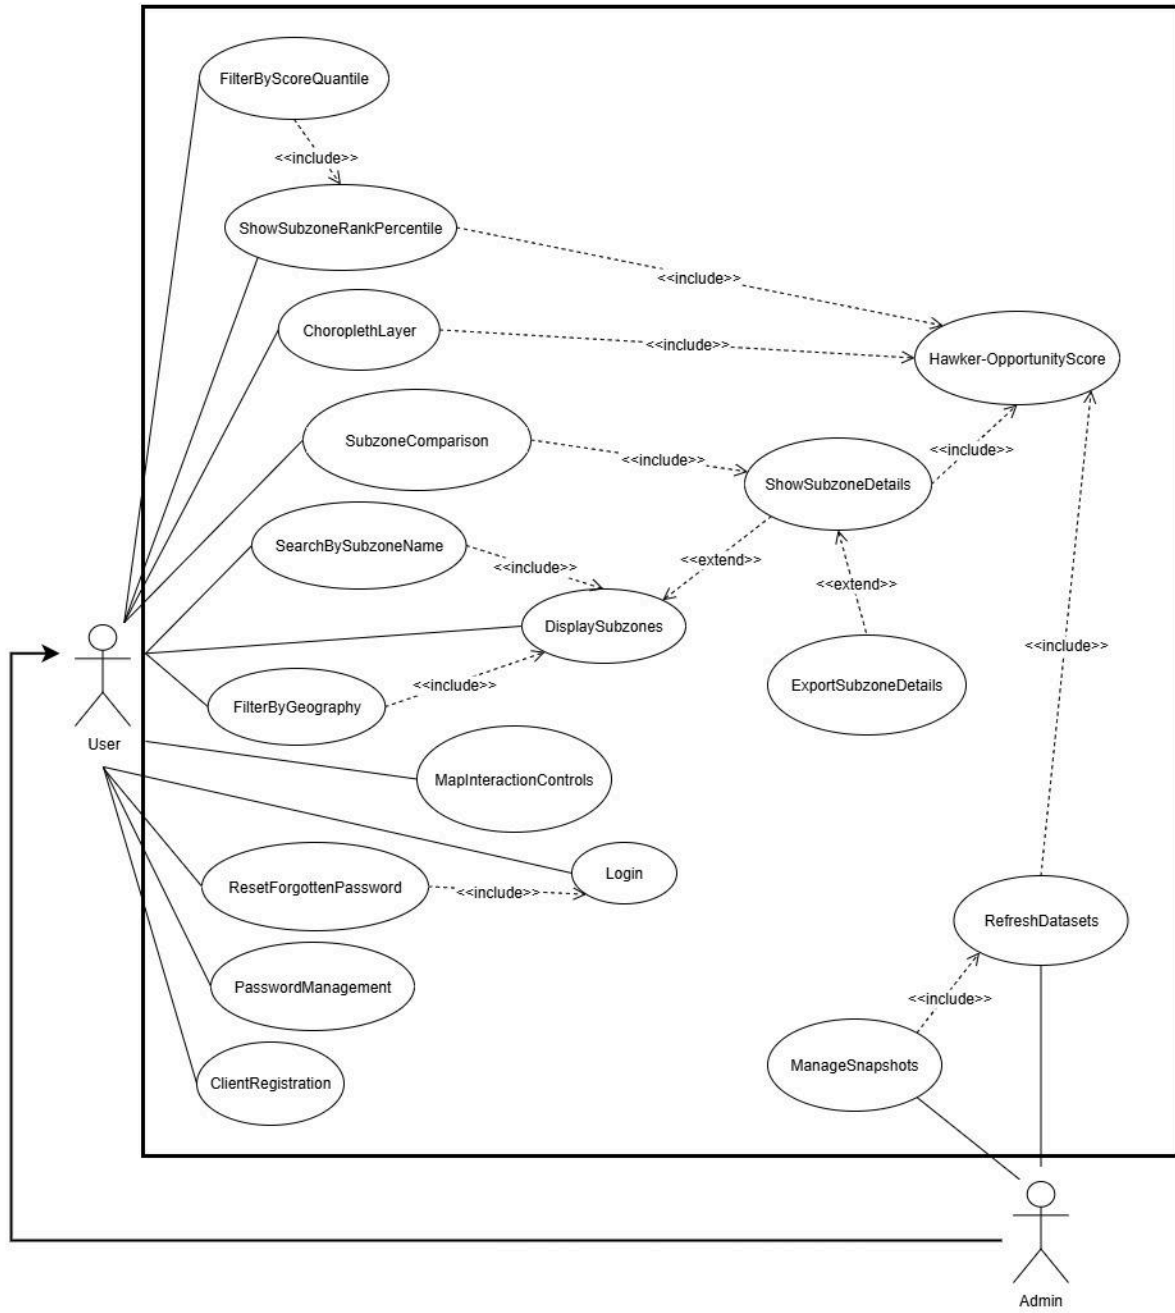 FilterByScoreQuantile
<<include>>
ShowSubzoneRankPercentile
<<include>>
ChoroplethLayer
<<include>>
Hawker-OpportunityScore
SubzoneComparison
<<include>>
<<include>>
ShowSubzoneDetails
SearchBySubzoneName
<<include>>
<<extend>>
<<extend>>
DisplaySubzones
<<include>>
<<include>>
ExportSubzoneDetails
FilterByGeography
User
MapInteractionControls
Login
ResetForgottenPassword
<<include>>
RefreshDatasets
PasswordManagement
<<include>>
ManageSnapshots
ClientRegistration
Admin